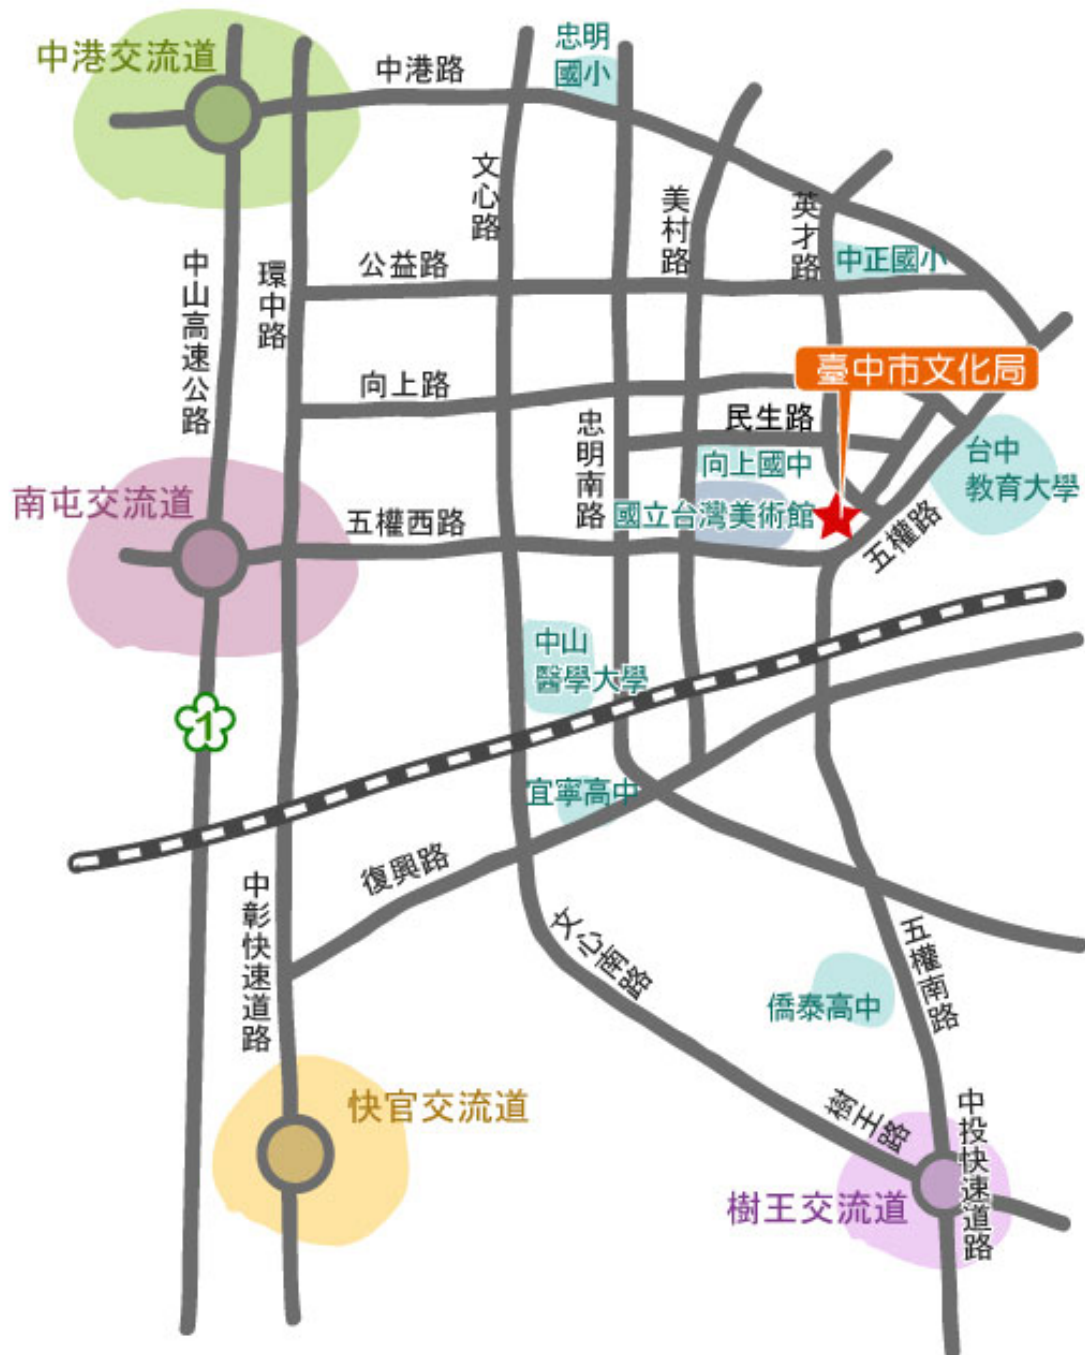 中港交流道
中港路
忠明
國小
文心路
美村路
英才路
中正國小
公益路
中山高速公路
環中路
臺中市文化局
向上路
民生路
忠明南路
向上國中
台中
教育大學
南屯交流道
五權西路
國立台灣美術館
五權路
中山
醫學大學
1
宜寧高中
復興路
中彰快速道路
文心南路
五權南路
僑泰高中
快官交流道
樹王路
中投快速道路
樹王交流道